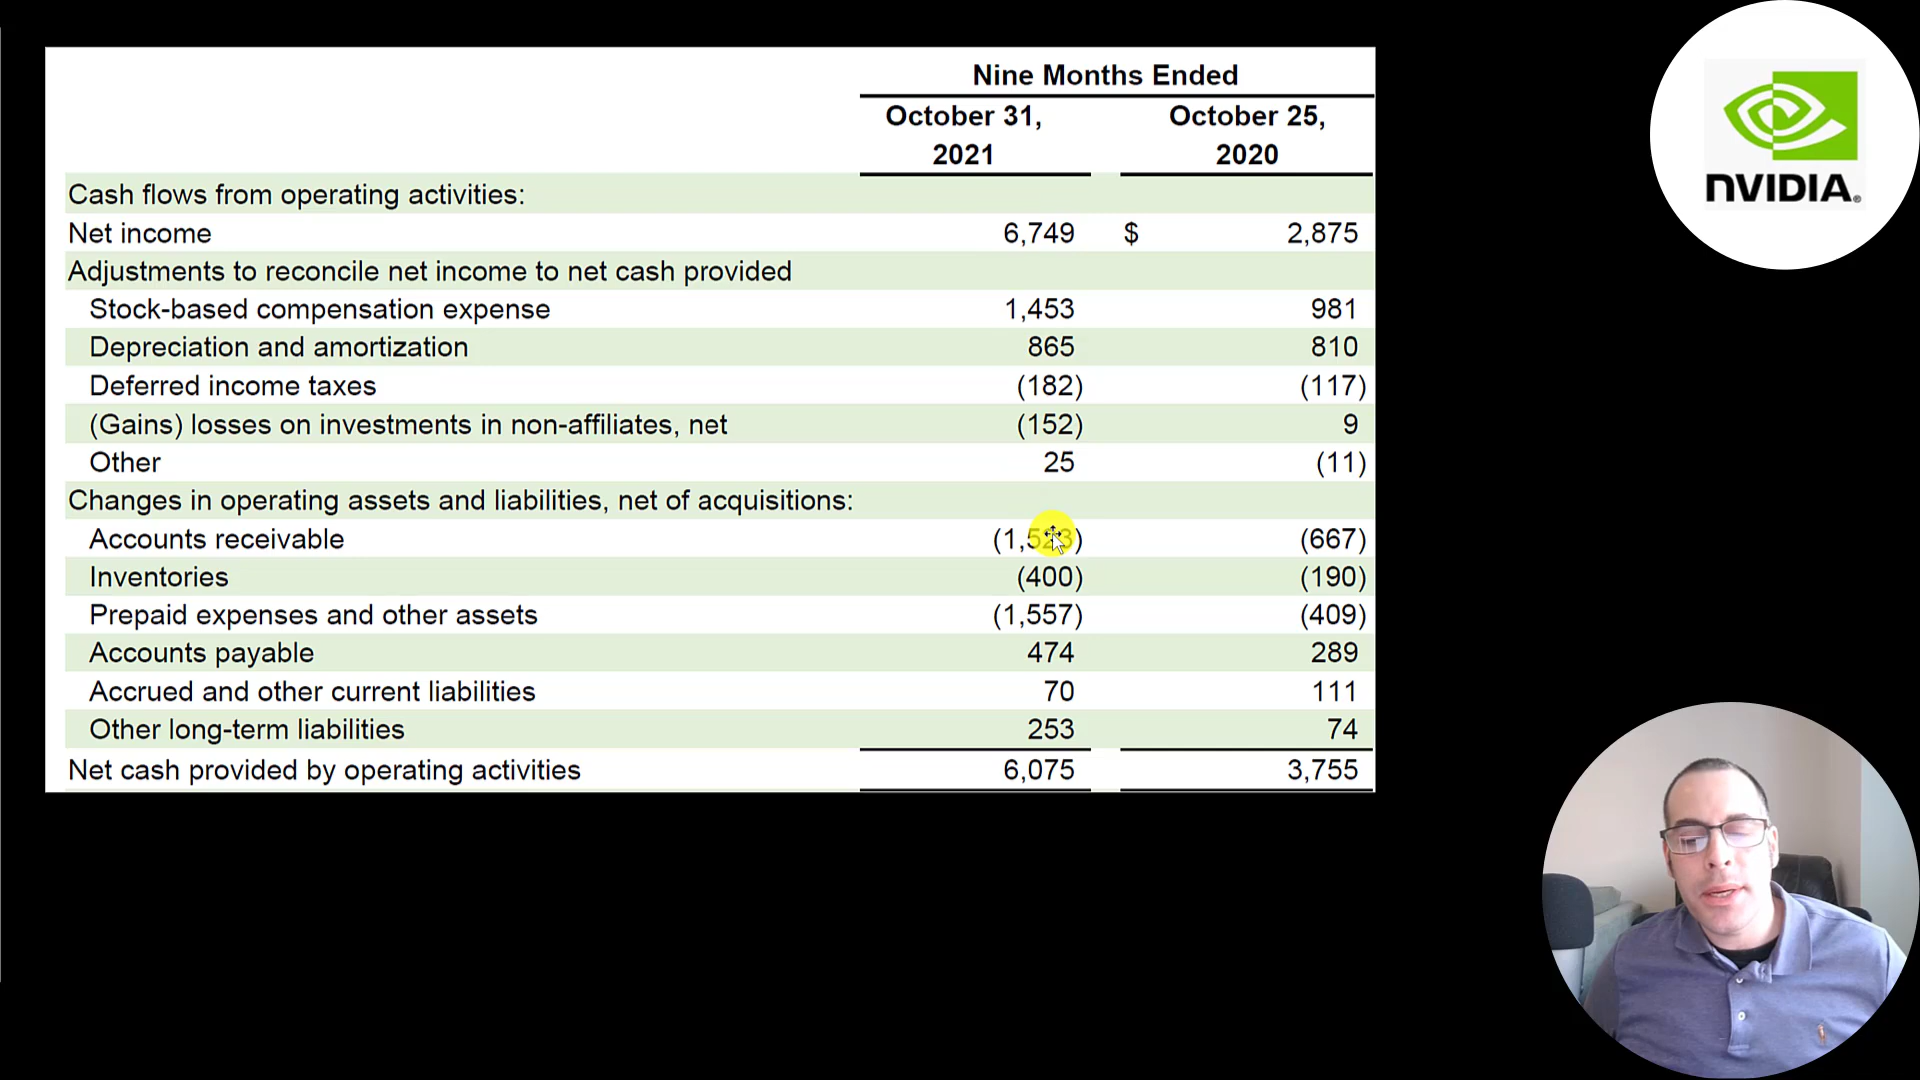 Nine Months Ended
October 31, October 25,
2021 2020
Cash flows from operating activities:
Net income 6,749 $ 2,875
Adjustments to reconcile net income to net cash provided
Stock-based compensation expense 1,453 981
Depreciation and amortization 865 810
Deferred income taxes (182) (117)
(Gains) losses on investments in non-affiliates, net (152) 9
Other 25 (11)
Changes in operating assets and liabilities, net of acquisitions:
Accounts receivable (1,523) (667)
Inventories (400) (190)
Prepaid expenses and other assets (1,557) (409)
Accounts payable 474 289
Accrued and other current liabilities 70 111
Other long-term liabilities 253 74
Net cash provided by operating activities 6,075 3,755
NVIDIA.